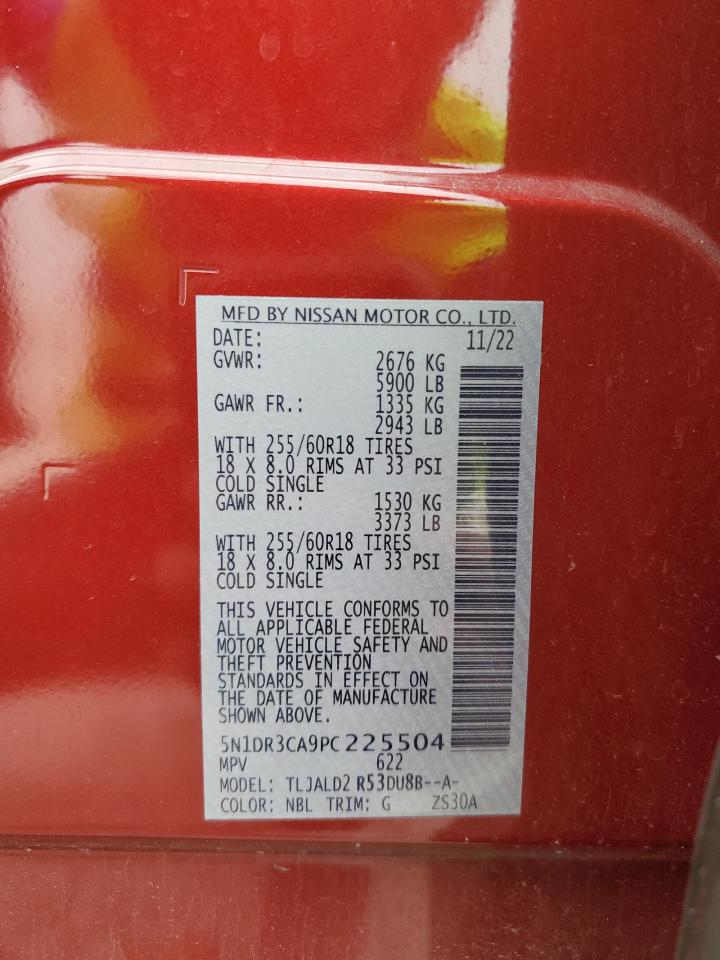 MFD BY NISSAN MOTOR CO., LTD.
DATE: 11/22
GVWR: 2676 KG
5900 LB
GAWR FR.: 1335 KG
2943 LB
WITH 255/60R18 TIRES
18 X 8.0 RIMS AT 33 PSI
COLD SINGLE
GAWR RR.: 1530 KG
3373 LB
WITH 255/60R18 TIRES
18 X 8.0 RIMS AT 33 PSI
COLD SINGLE
THIS VEHICLE CONFORMS TO
ALL APPLICABLE FEDERAL
MOTOR VEHICLE SAFETY AND
THEFT PREVENTION
STANDARDS IN EFFECT ON
THE DATE OF MANUFACTURE
SHOWN ABOVE.
5N1DR3CA9PC225504
MPV 622
MODEL: TLJALD2 R53DU8B--A-
COLOR: NBL TRIM: G ZS30A